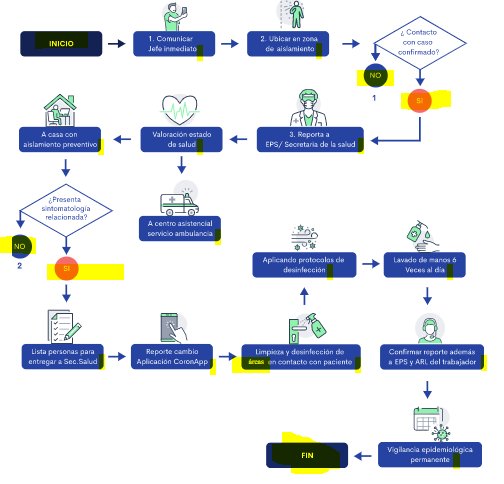 INICIO
1. Comunicar
Jefe inmediato
2. Ubicar en zona
de aislamiento
¿ Contacto
con caso
confirmado?
NO
1
SI
3. Reporta a
EPS/ Secretaría de la salud
Valoración estado
de salud
A casa con
aislamiento preventivo
A centro asistencial
servicio ambulancia
¿Presenta
sintomatología
relacionada?
NO
2
SI
Lista personas para
entregar a Sec.Salud
Reporte cambio
Aplicación CoronApp
Limpieza y desinfección de
áreas en contacto con paciente
Aplicando protocolos de
desinfección
Lavado de manos 6
Veces al día
Confirmar reporte además
a EPS y ARL del trabajador
Vigilancia epidemiológica
permanente
FIN